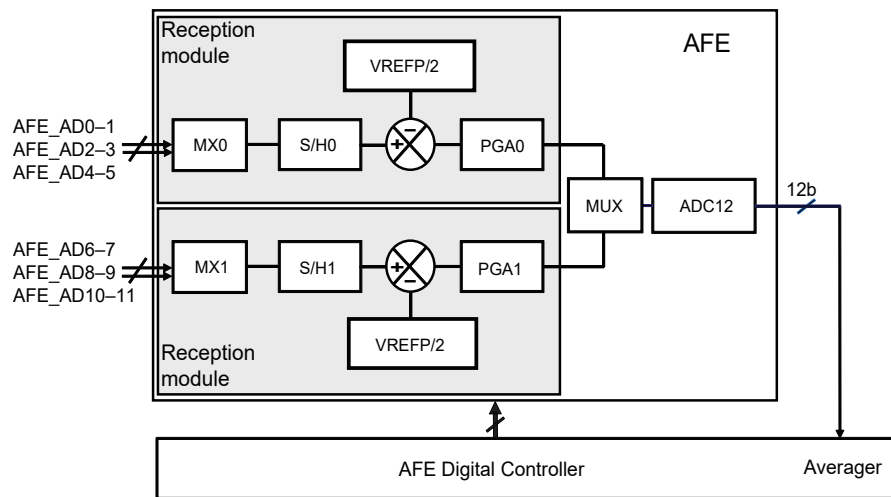 Reception
module
AFE
VREFP/2
AFE_AD0–1
AFE_AD2–3
AFE_AD4–5
MX0
S/H0
+
−
PGA0
MUX
ADC12
12b
AFE_AD6–7
AFE_AD8–9
AFE_AD10–11
MX1
S/H1
+
−
PGA1
VREFP/2
Reception
module
AFE Digital Controller
Averager